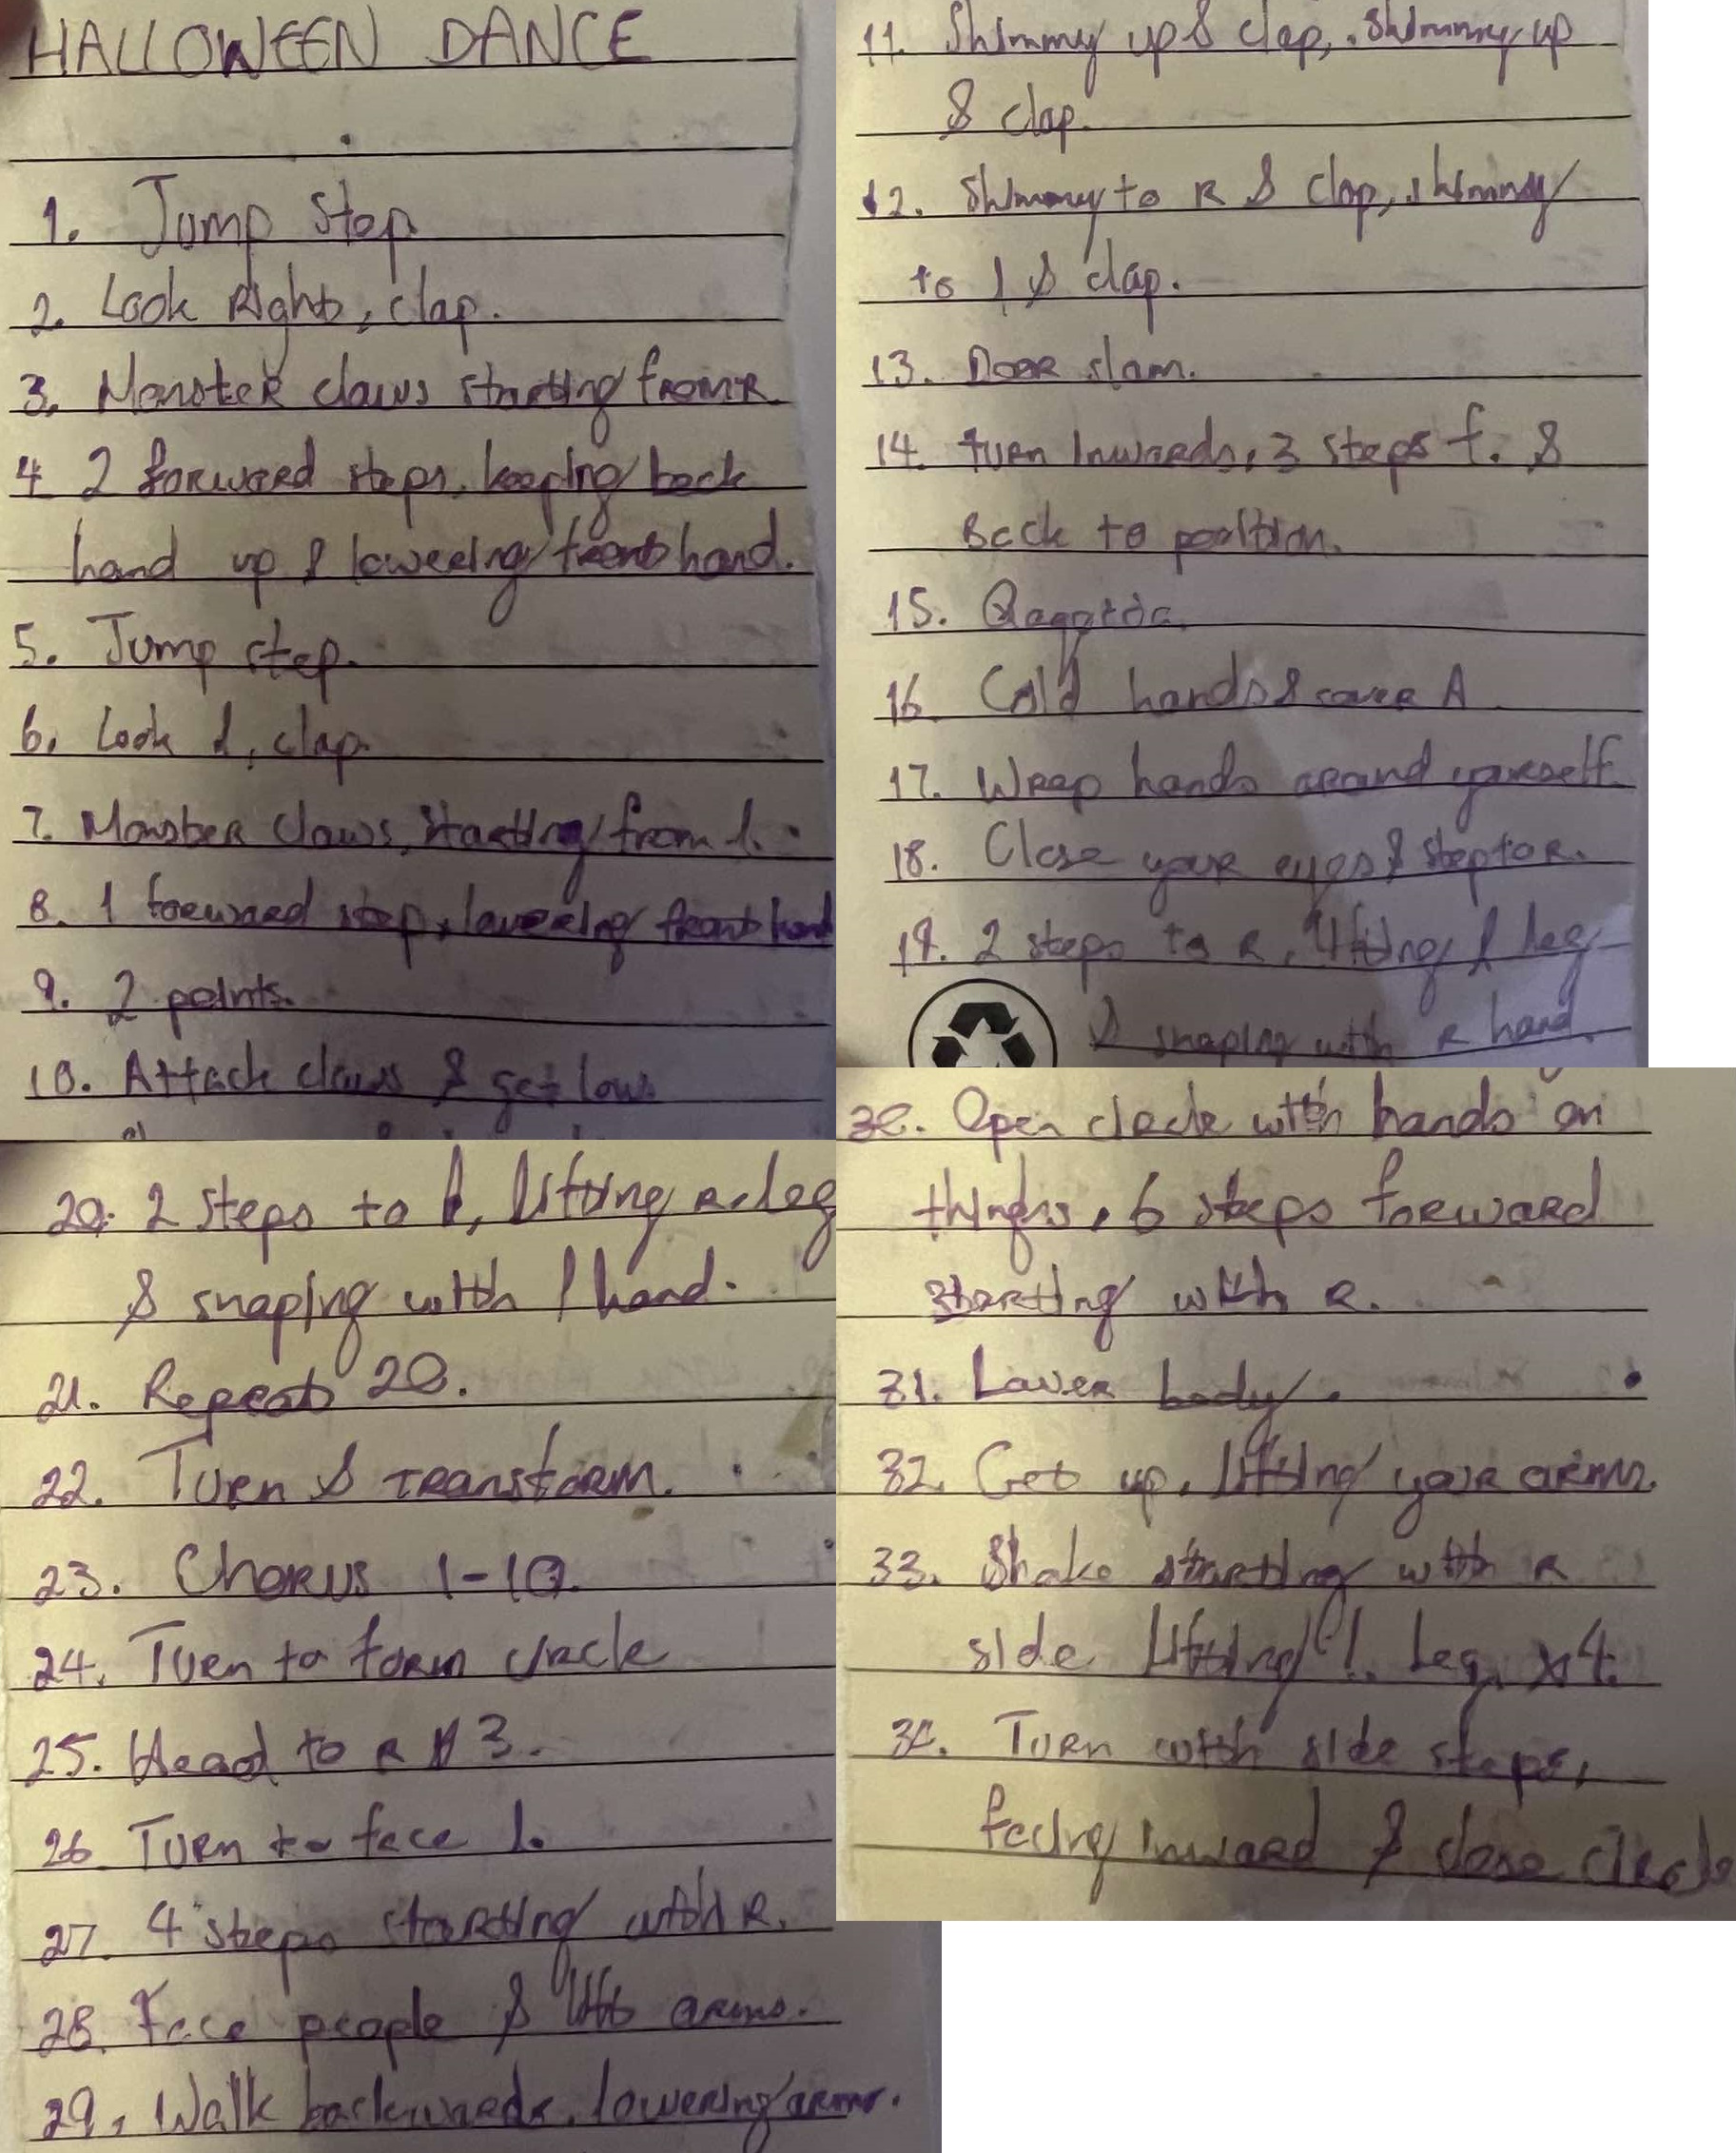 HALLOWEEN DANCE
1. Jump stop
2. Look Right, clap.
3. Monster claws starting from R
4. 2 forward steps, keeping back
hand up & lowering front hand.
5. Jump step.
6. Look l, clap.
7. Monster claws, starting from l.
8. 1 forward step, lowering front hand
9. 2 points.
10. Attack claws & get low.
11. Shimmy up & clap, shimmy up
& clap.
12. Shimmy to R & clap, shimmy
to l & clap.
13. Door slam.
14. turn inwards, 3 steps f. &
Back to position.
15.
16. Cold hands & cover A
17. Wrap hands around yourself.
18. Close your eyes & step to R.
19. 2 steps to R, lifting l leg
& snaping with R hand.
20. 2 steps to l, lifting R. leg
& snaping with l hand.
21. Repeat 20.
22. Turn & transform.
23. Chorus 1-10.
24. Turn to form circle
25. Head to R 3.
26 Turn to face l.
27. 4 steps starting with R.
28. Face people & lift arms.
29. Walk backwards, lowering arms.
30. Open circle with hands on
6 steps forward
starting with R.
31. Lower body.
32. Get up, lifting your arms.
33. Shake starting with R
side lifting l. Leg, x4.
34. Turn with side steps,
facing inward & close circle